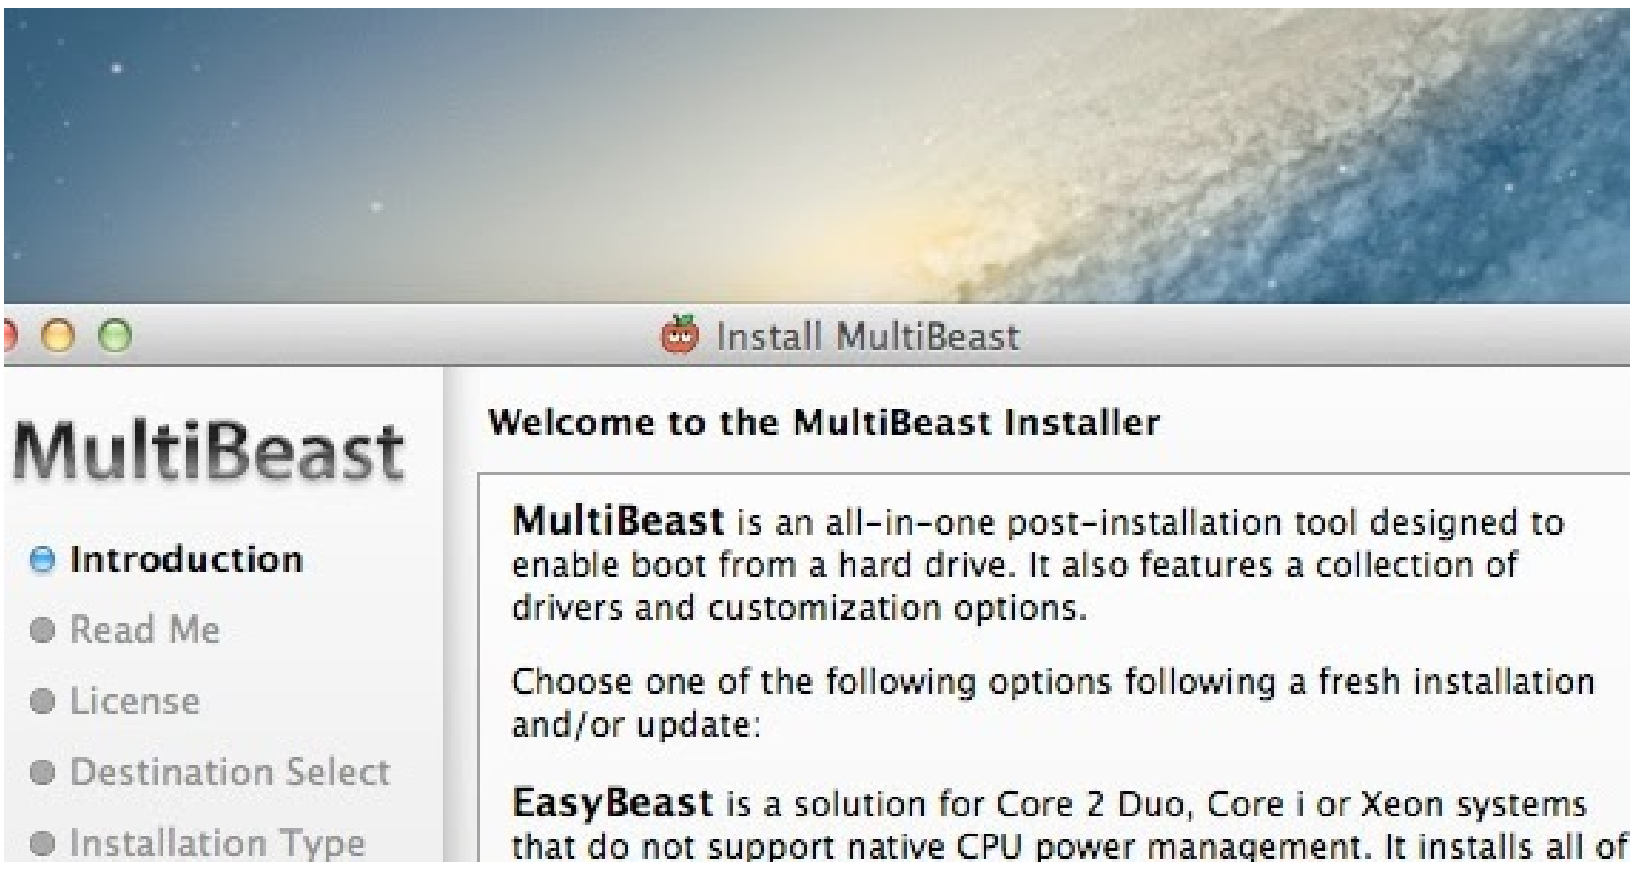 Install MultiBeast
MultiBeast
Introduction
Read Me
License
Destination Select
Installation Type
Welcome to the MultiBeast Installer
MultiBeast is an all-in-one post-installation tool designed to
enable boot from a hard drive. It also features a collection of
drivers and customization options.
Choose one of the following options following a fresh installation
and/or update:
EasyBeast is a solution for Core 2 Duo, Core i or Xeon systems
that do not support native CPU power management. It installs all of